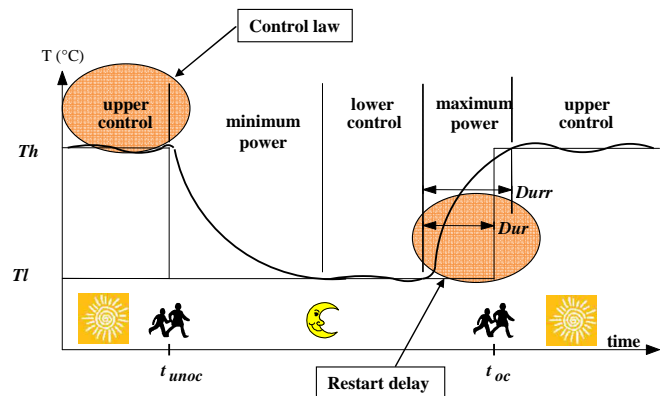 Control law
T (°C)
upper
control
minimum
power
lower
control
maximum
power
upper
control
Th
Durr
Dur
Tl
time
t unoc
t oc
Restart delay